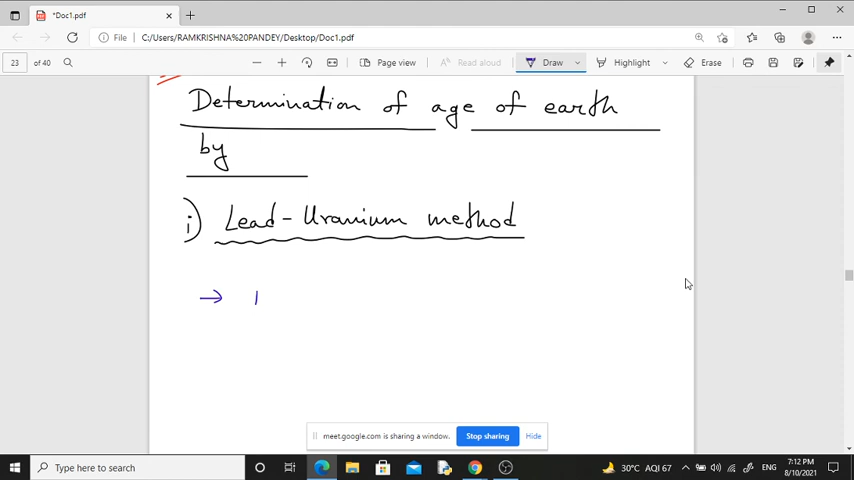 *Doc1.pdf
File C:/Users/RAMKRISHNA%20PANDEY/Desktop/Doc1.pdf
23 of 40 Page view Read aloud Draw Highlight Erase
Determination of age of earth
by
i) Lead-Uranium method
→ I
meet.google.com is sharing a window. Stop sharing Hide
Type here to search 30°C AQI 67 ENG 7:12 PM
8/10/2021